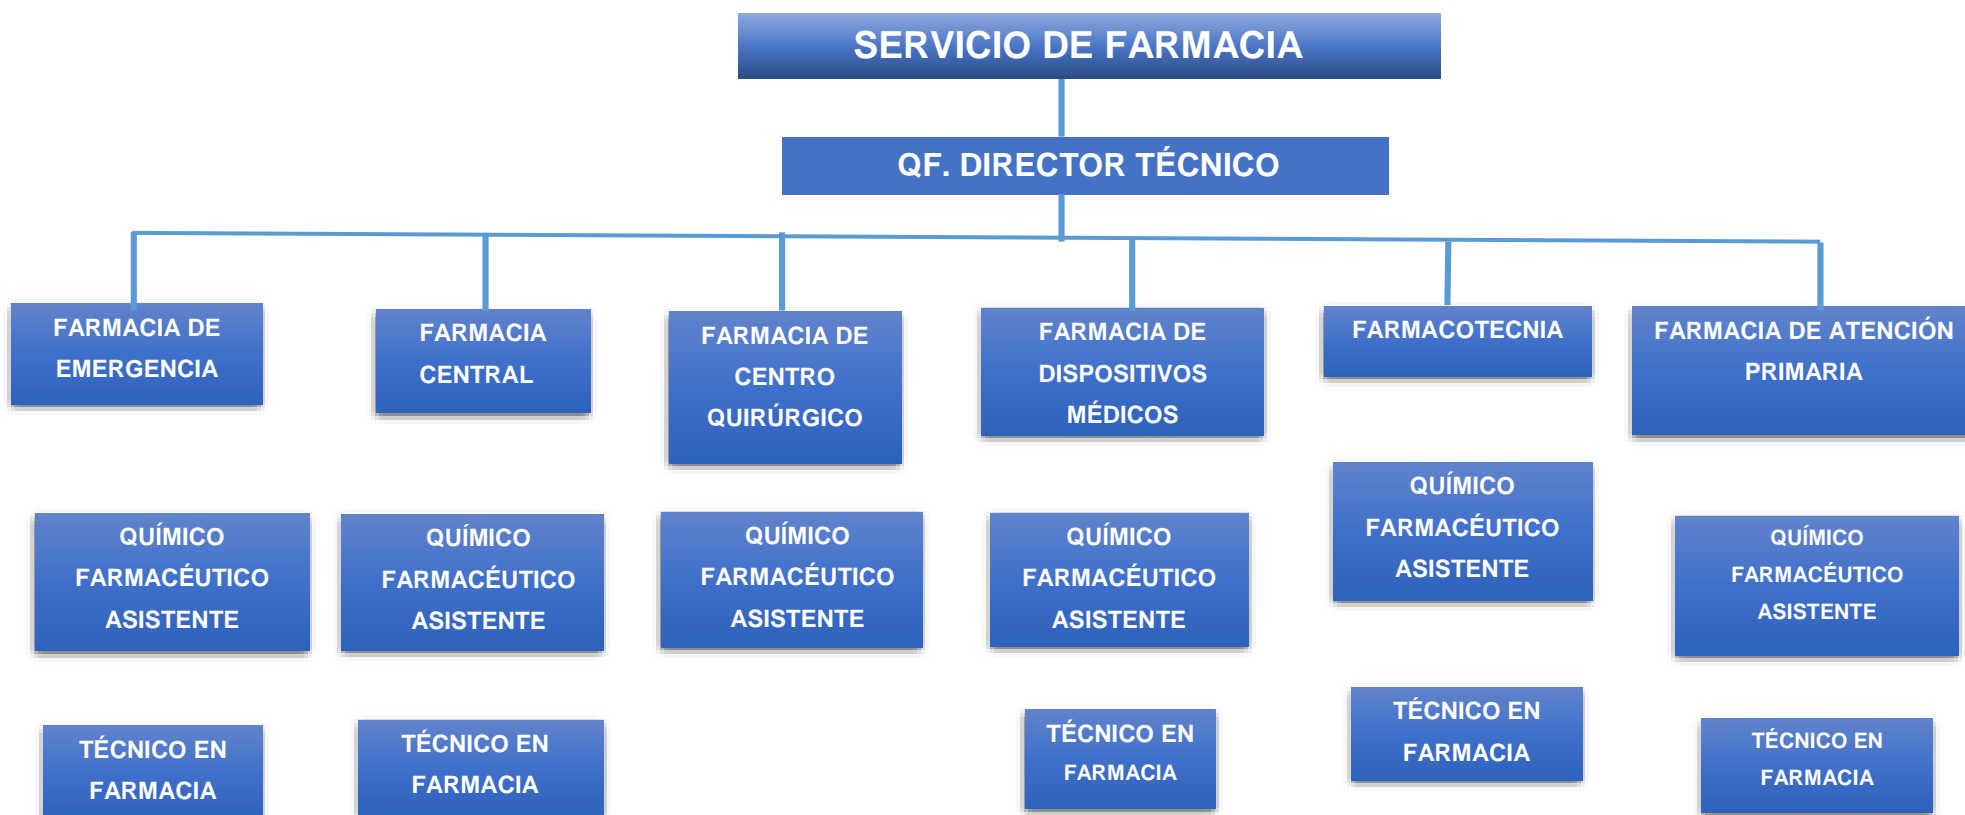 SERVICIO DE FARMACIA
QF. DIRECTOR TÉCNICO
FARMACIA DE
EMERGENCIA
FARMACIA
CENTRAL
FARMACIA DE
CENTRO
QUIRÚRGICO
FARMACIA DE
DISPOSITIVOS
MÉDICOS
FARMACOTECNIA
FARMACIA DE ATENCIÓN
PRIMARIA
QUÍMICO
FARMACÉUTICO
ASISTENTE
QUÍMICO
FARMACÉUTICO
ASISTENTE
QUÍMICO
FARMACÉUTICO
ASISTENTE
QUÍMICO
FARMACÉUTICO
ASISTENTE
QUÍMICO
FARMACÉUTICO
ASISTENTE
QUÍMICO
FARMACÉUTICO
ASISTENTE
TÉCNICO EN
FARMACIA
TÉCNICO EN
FARMACIA
TÉCNICO EN
FARMACIA
TÉCNICO EN
FARMACIA
TÉCNICO EN
FARMACIA